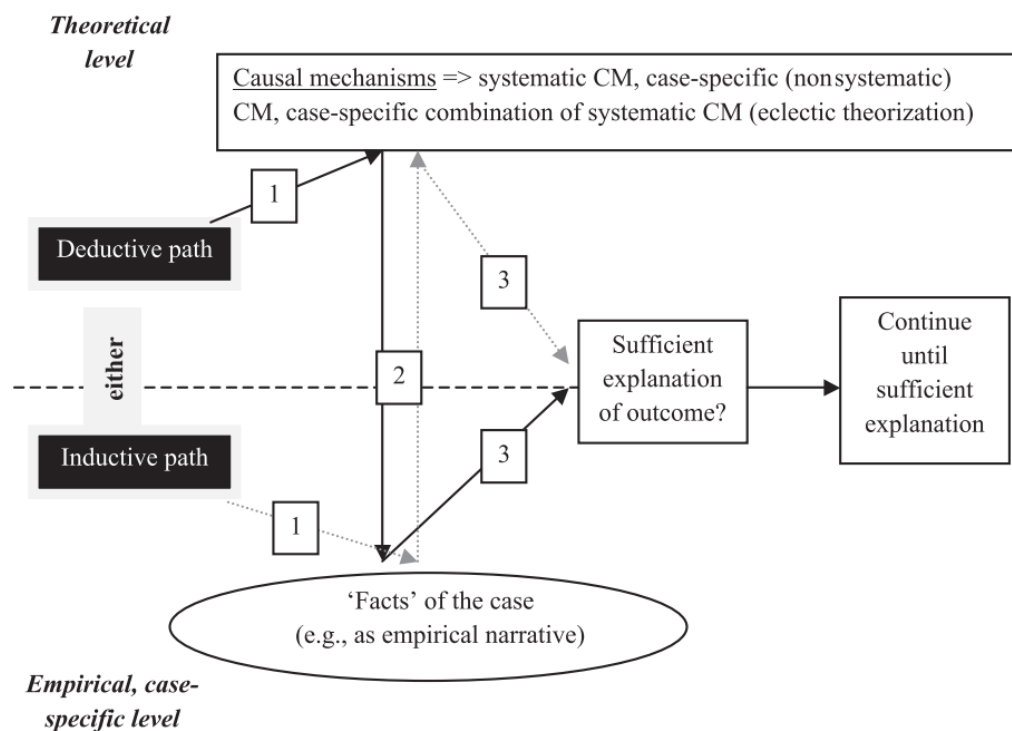 Theoretical
level
Causal mechanisms => systematic CM, case-specific (nonsystematic)
CM, case-specific combination of systematic CM (eclectic theorization)
1
Deductive path
3
either
2
Sufficient
explanation
of outcome?
Continue
until
sufficient
explanation
Inductive path
3
1
‘Facts’ of the case
(e.g., as empirical narrative)
Empirical, case-
specific level